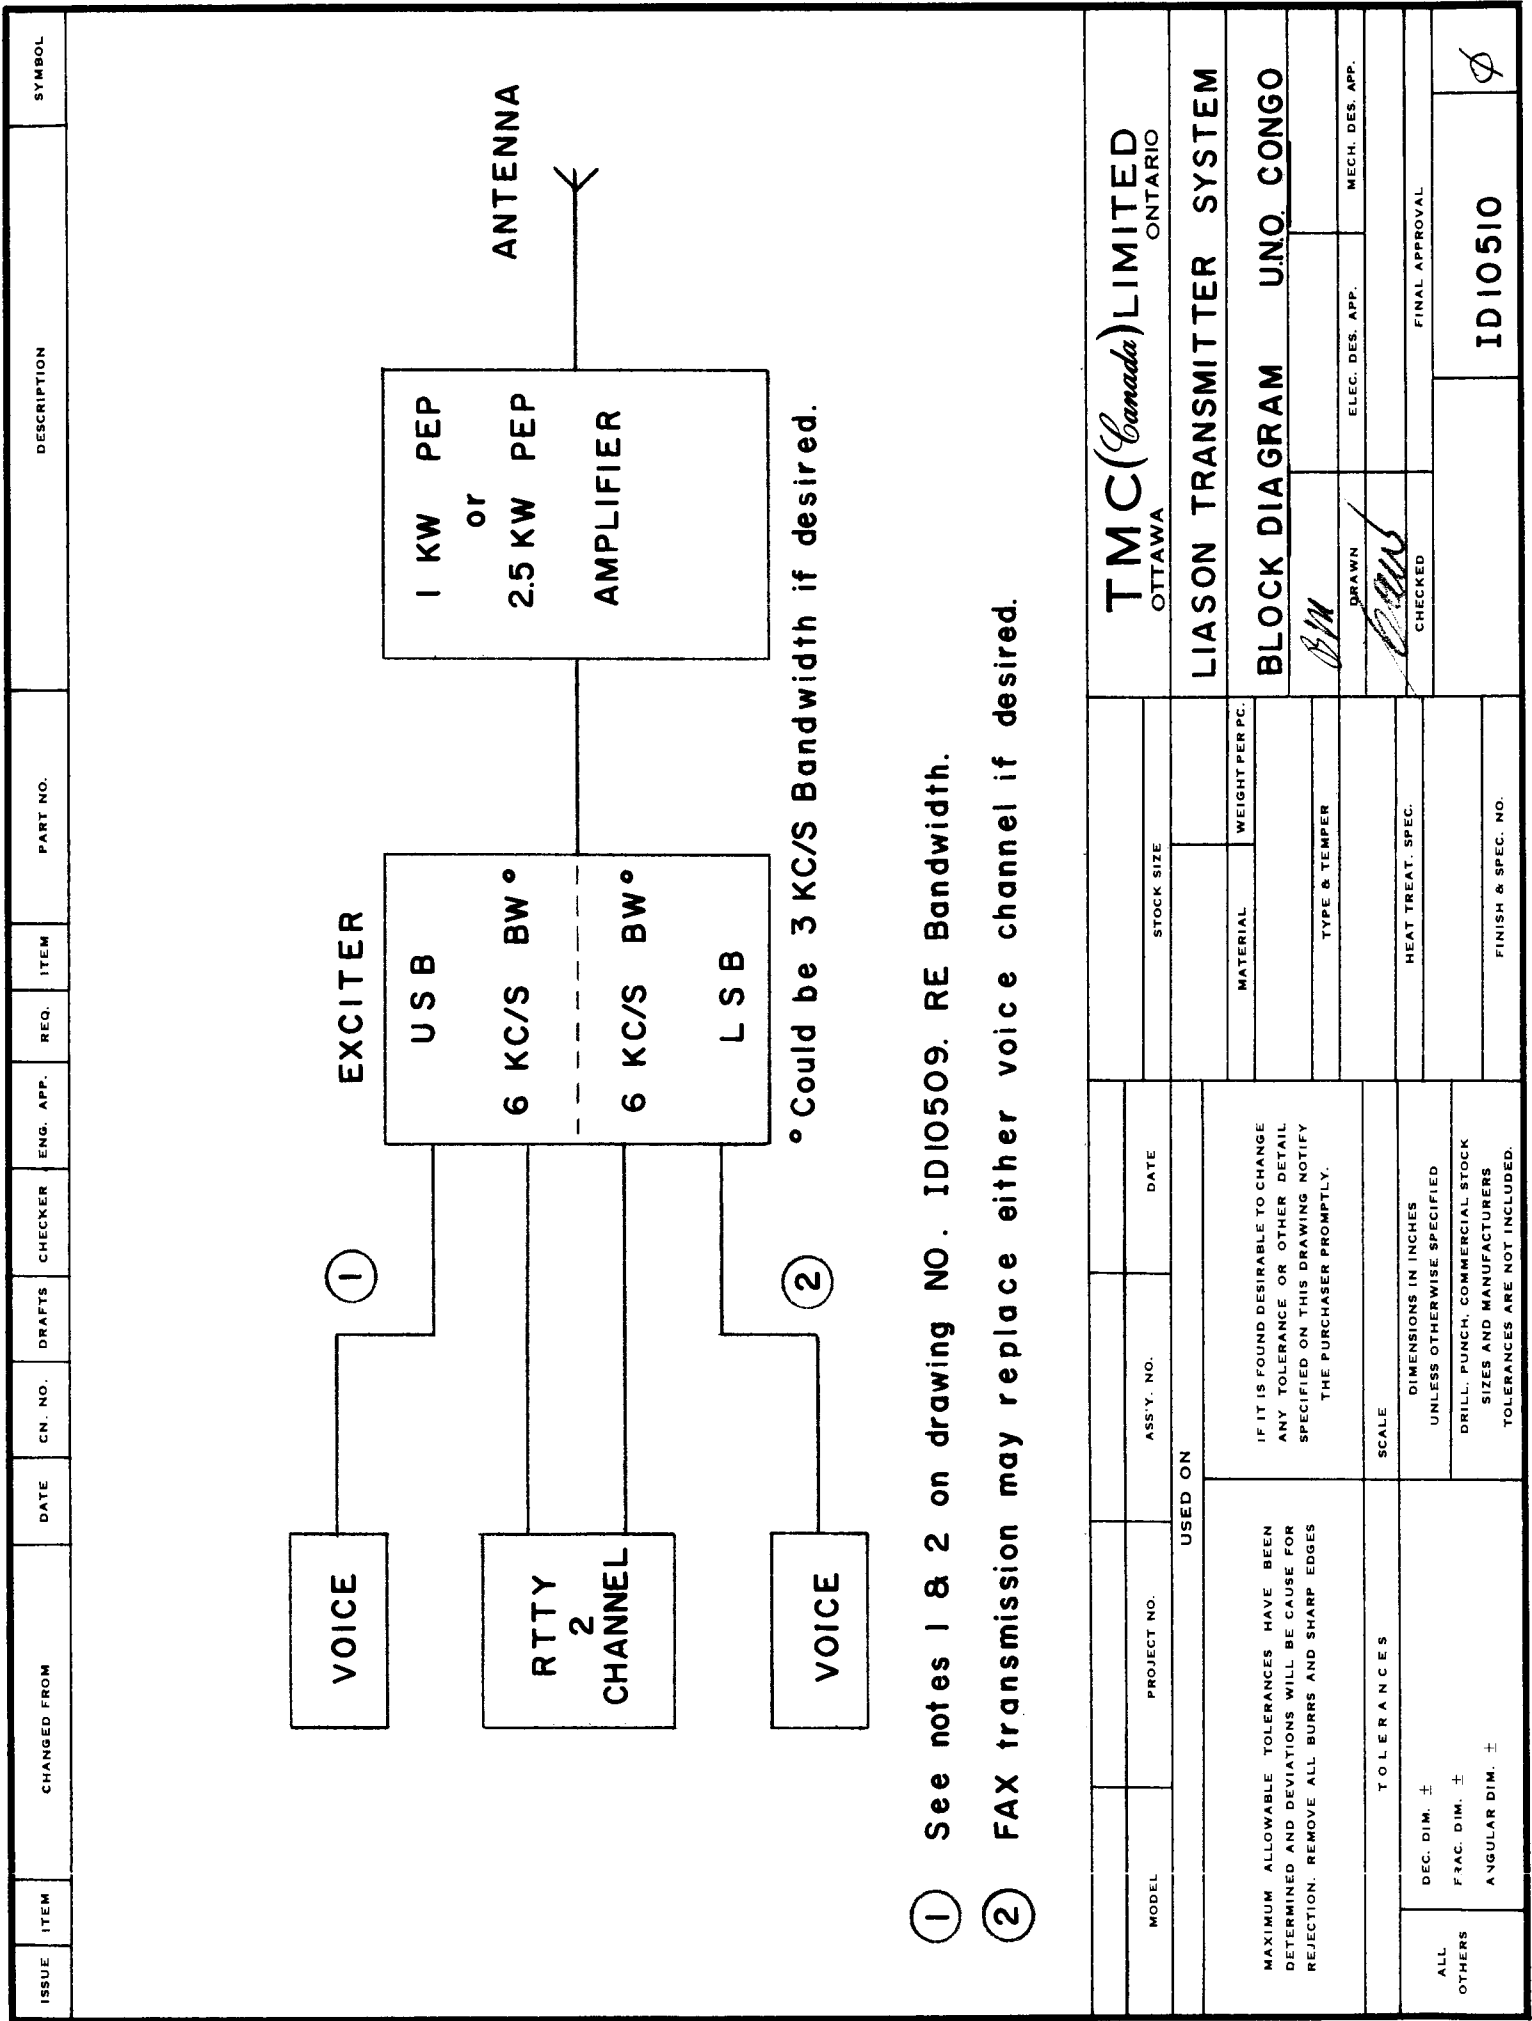 ISSUE
ITEM
CHANGED FROM
DATE
CN. NO.
DRAFTS
CHECKER
ENG. APP.
REQ.
ITEM
PART NO.
DESCRIPTION
SYMBOL
VOICE
RTTY
2
CHANNEL
VOICE
1
2
EXCITER
USB
6 KC/S BW°
6 KC/S BW°
LSB
1 KW PEP
or
2.5 KW PEP
AMPLIFIER
ANTENNA
°Could be 3 KC/S Bandwidth if desired.
1 See notes 1 & 2 on drawing NO. ID10509. RE Bandwidth.
2 FAX transmission may replace either voice channel if desired.
MODEL
PROJECT NO.
ASS'Y. NO.
DATE
USED ON
MAXIMUM ALLOWABLE TOLERANCES HAVE BEEN
DETERMINED AND DEVIATIONS WILL BE CAUSE FOR
REJECTION. REMOVE ALL BURRS AND SHARP EDGES
IF IT IS FOUND DESIRABLE TO CHANGE
ANY TOLERANCE OR OTHER DETAIL
SPECIFIED ON THIS DRAWING NOTIFY
THE PURCHASER PROMPTLY.
TOLERANCES
SCALE
ALL
OTHERS
DEC. DIM. ±
FRAC. DIM. ±
ANGULAR DIM. ±
DIMENSIONS IN INCHES
UNLESS OTHERWISE SPECIFIED
DRILL, PUNCH, COMMERCIAL STOCK
SIZES AND MANUFACTURERS
TOLERANCES ARE NOT INCLUDED.
STOCK SIZE
MATERIAL
WEIGHT PER PC.
TYPE & TEMPER
HEAT TREAT. SPEC.
FINISH & SPEC. NO.
TMC (Canada) LIMITED
OTTAWA ONTARIO
LIASON TRANSMITTER SYSTEM
BLOCK DIAGRAM U.N.O. CONGO
DRAWN
ELEC. DES. APP.
MECH. DES. APP.
CHECKED
FINAL APPROVAL
ID10510